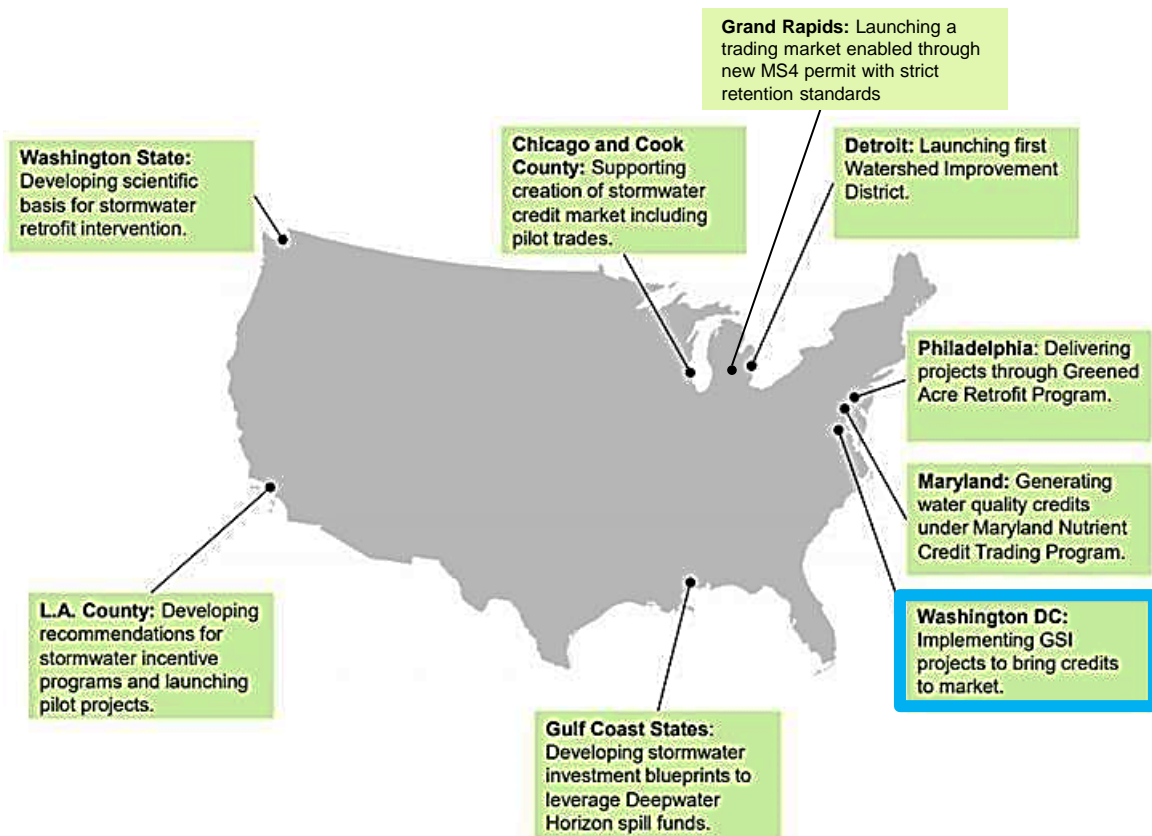 Grand Rapids: Launching a
trading market enabled through
new MS4 permit with strict
retention standards
Washington State:
Developing scientific
basis for stormwater
retrofit intervention.
Chicago and Cook
County: Supporting
creation of stormwater
credit market including
pilot trades.
Detroit: Launching first
Watershed Improvement
District.
Philadelphia: Delivering
projects through Greened
Acre Retrofit Program.
Maryland: Generating
water quality credits
under Maryland Nutrient
Credit Trading Program.
L.A. County: Developing
recommendations for
stormwater incentive
programs and launching
pilot projects.
Washington DC:
Implementing GSI
projects to bring credits
to market.
Gulf Coast States:
Developing stormwater
investment blueprints to
leverage Deepwater
Horizon spill funds.